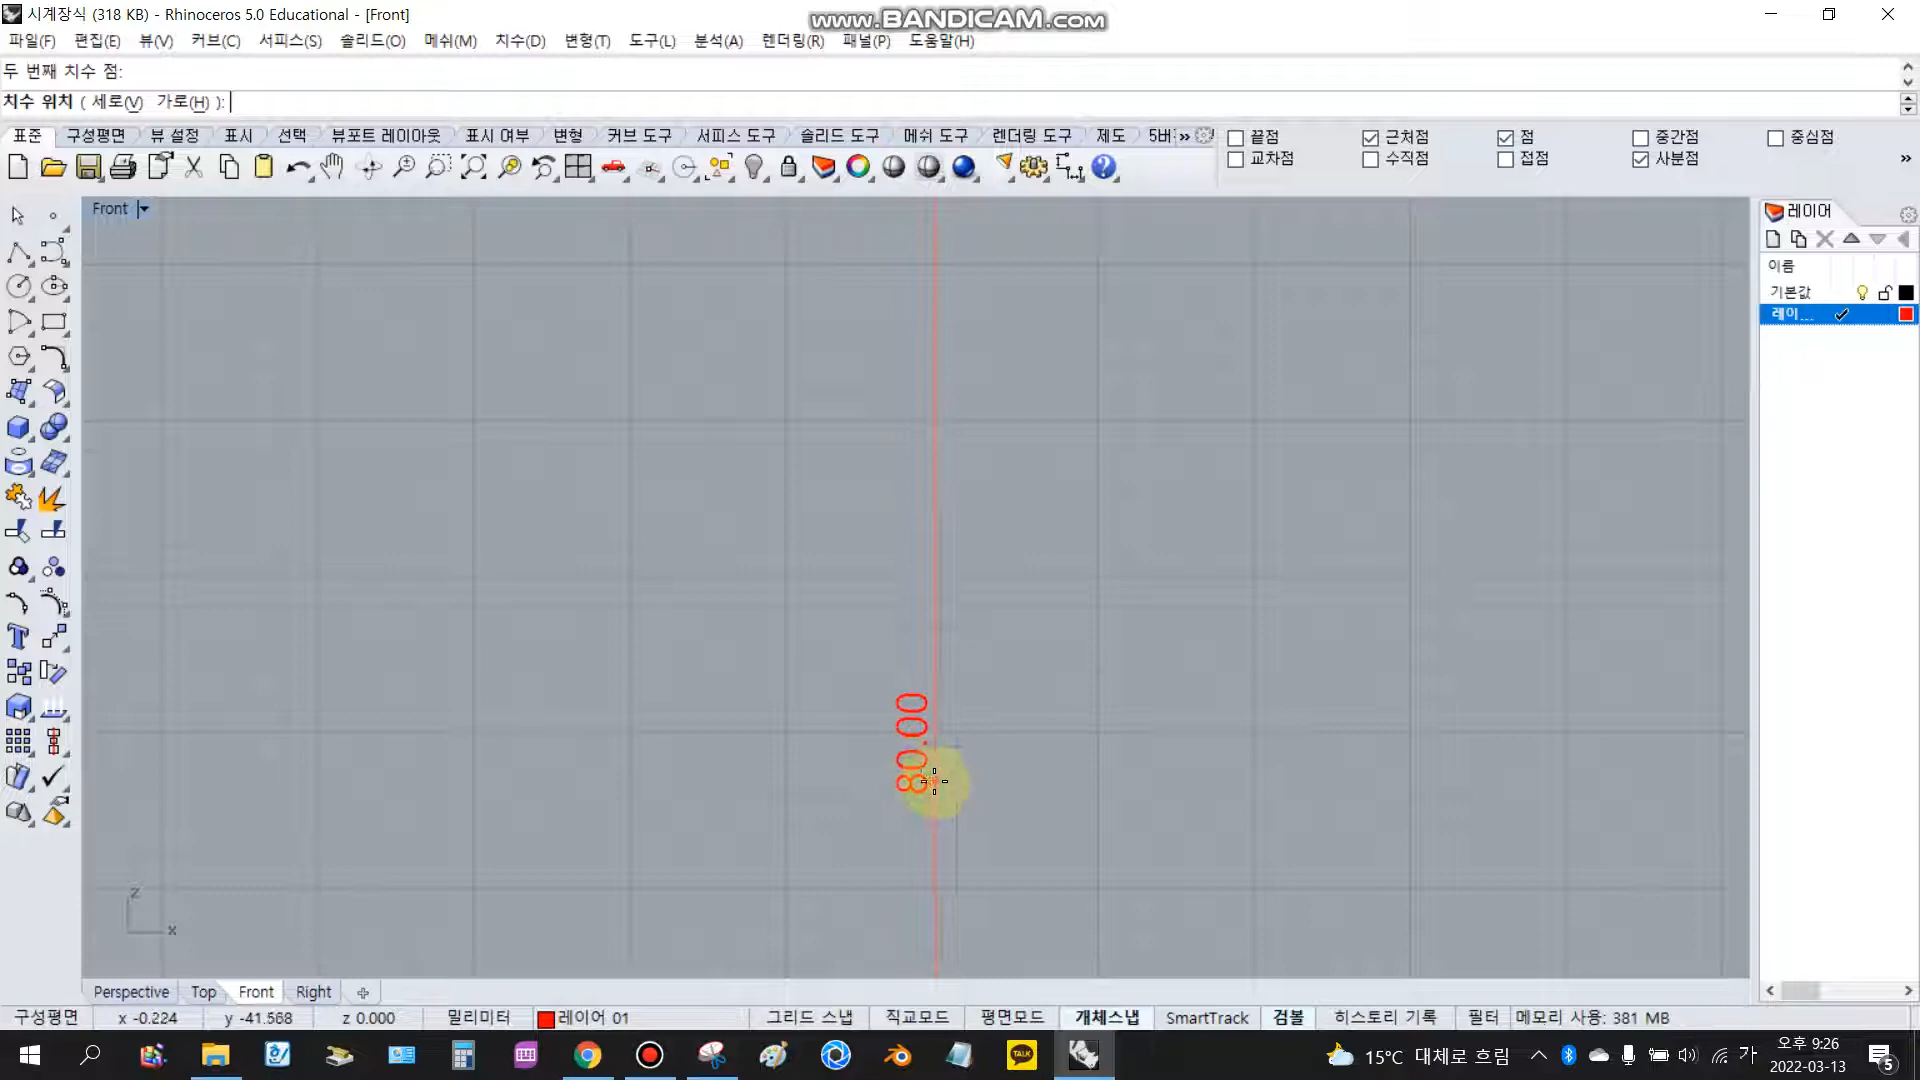 시계장식 (318 KB) - Rhinoceros 5.0 Educational - [Front]
www.BANDICAM.com
파일(F) 편집(E) 뷰(V) 커브(C) 서피스(S) 솔리드(O) 메쉬(M) 치수(D) 변형(T) 도구(L) 분석(A) 렌더링(R) 패널(P) 도움말(H)
두 번째 치수 점:
치수 위치 ( 세로(V) 가로(H) ):
표준 구성평면 뷰 설정 표시 선택 뷰포트 레이아웃 표시 여부 변형 커브 도구 서피스 도구 솔리드 도구 메쉬 도구 렌더링 도구 제도 5버
끝점 근처점 점 중간점 중심점
교차점 수직점 접점 사분점
Front
레이어
이름
기본값
레이...
80.00
z
x
Perspective Top Front Right
구성평면 x -0.224 y -41.568 z 0.000 밀리미터 레이어 01 그리드 스냅 직교모드 평면모드 개체스냅 SmartTrack 검볼 히스토리 기록 필터 메모리 사용: 381 MB
TALK
15°C 대체로 흐림
가
오후 9:26
2022-03-13
5